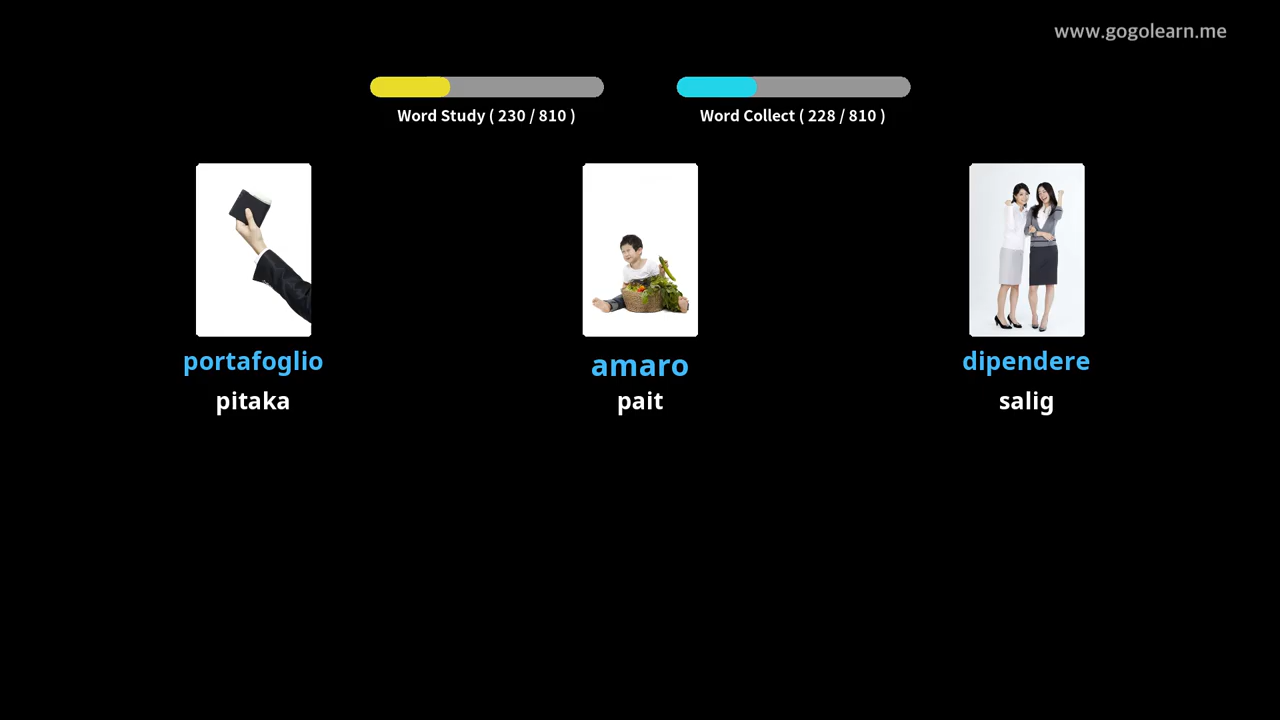 www.gogolearn.me
Word Study ( 230 / 810 )
Word Collect ( 228 / 810 )
portafoglio
pitaka
amaro
pait
dipendere
salig